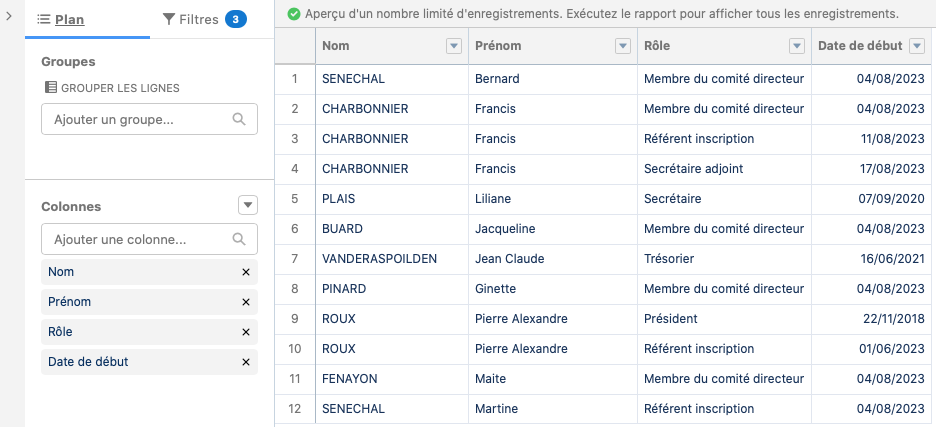 Plan
Filtres 3
Groupes
GROUPER LES LIGNES
Ajouter un groupe...
Colonnes
Ajouter une colonne...
Nom
Prénom
Rôle
Date de début
Aperçu d'un nombre limité d'enregistrements. Exécutez le rapport pour afficher tous les enregistrements.
Nom Prénom Rôle Date de début
1 SENECHAL Bernard Membre du comité directeur 04/08/2023
2 CHARBONNIER Francis Membre du comité directeur 04/08/2023
3 CHARBONNIER Francis Référent inscription 11/08/2023
4 CHARBONNIER Francis Secrétaire adjoint 17/08/2023
5 PLAIS Liliane Secrétaire 07/09/2020
6 BUARD Jacqueline Membre du comité directeur 04/08/2023
7 VANDERASPOILDEN Jean Claude Trésorier 16/06/2021
8 PINARD Ginette Membre du comité directeur 04/08/2023
9 ROUX Pierre Alexandre Président 22/11/2018
10 ROUX Pierre Alexandre Référent inscription 01/06/2023
11 FENAYON Maite Membre du comité directeur 04/08/2023
12 SENECHAL Martine Référent inscription 04/08/2023